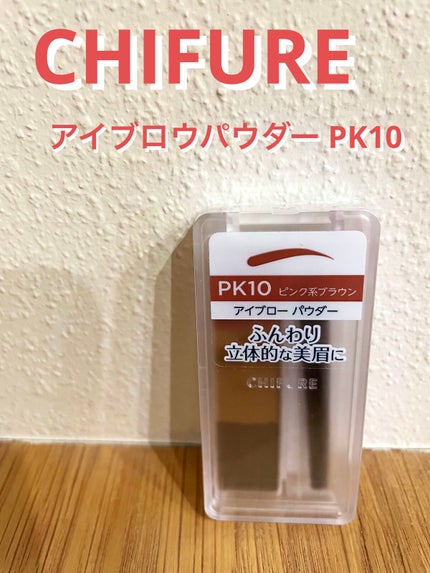 CHIFURE
アイブロウパウダー PK10
PK10 ピンク系ブラウン
アイブロー パウダー
ふんわり
立体的な美眉に
CHIFURE